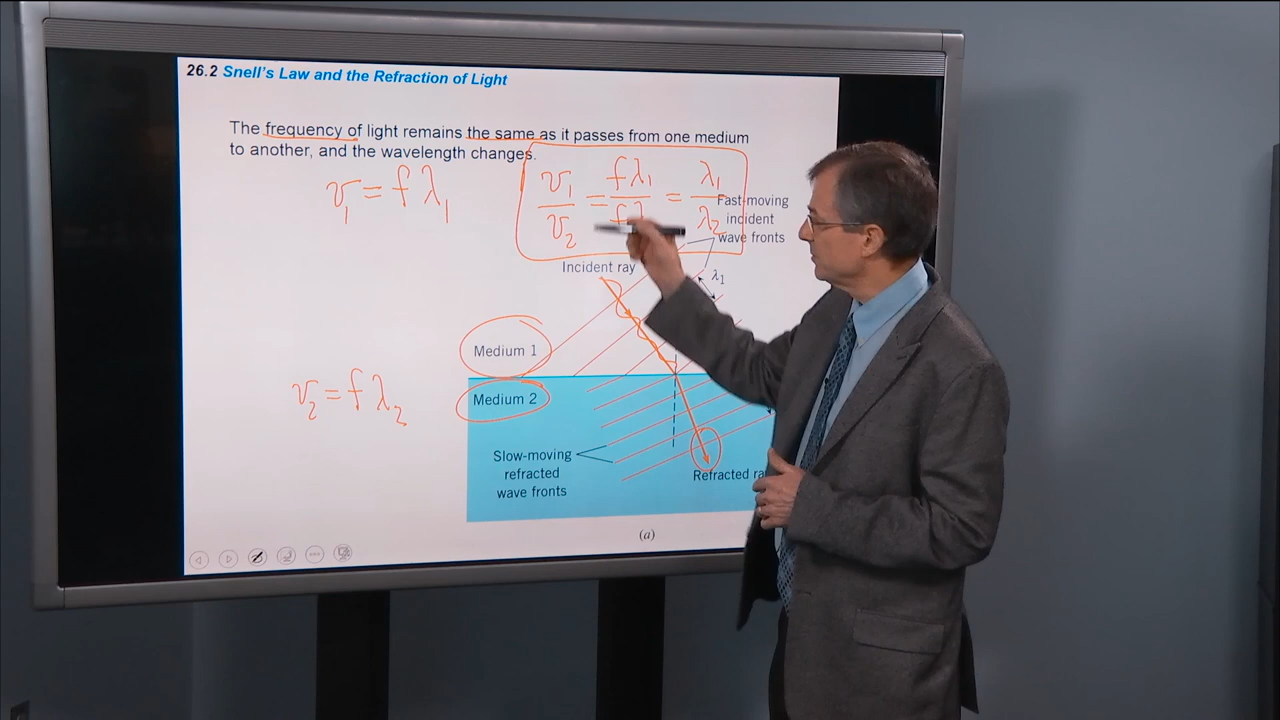 26.2 Snell's Law and the Refraction of Light
The frequency of light remains the same as it passes from one medium
to another, and the wavelength changes.
v₁ = f λ₁
v₁/v₂ = fλ₁/fλ = λ₁/λ₂
Fast-moving
incident
wave fronts
Incident ray
λ₁
Medium 1
Medium 2
v₂ = f λ₂
Slow-moving
refracted
wave fronts
Refracted ra
(a)